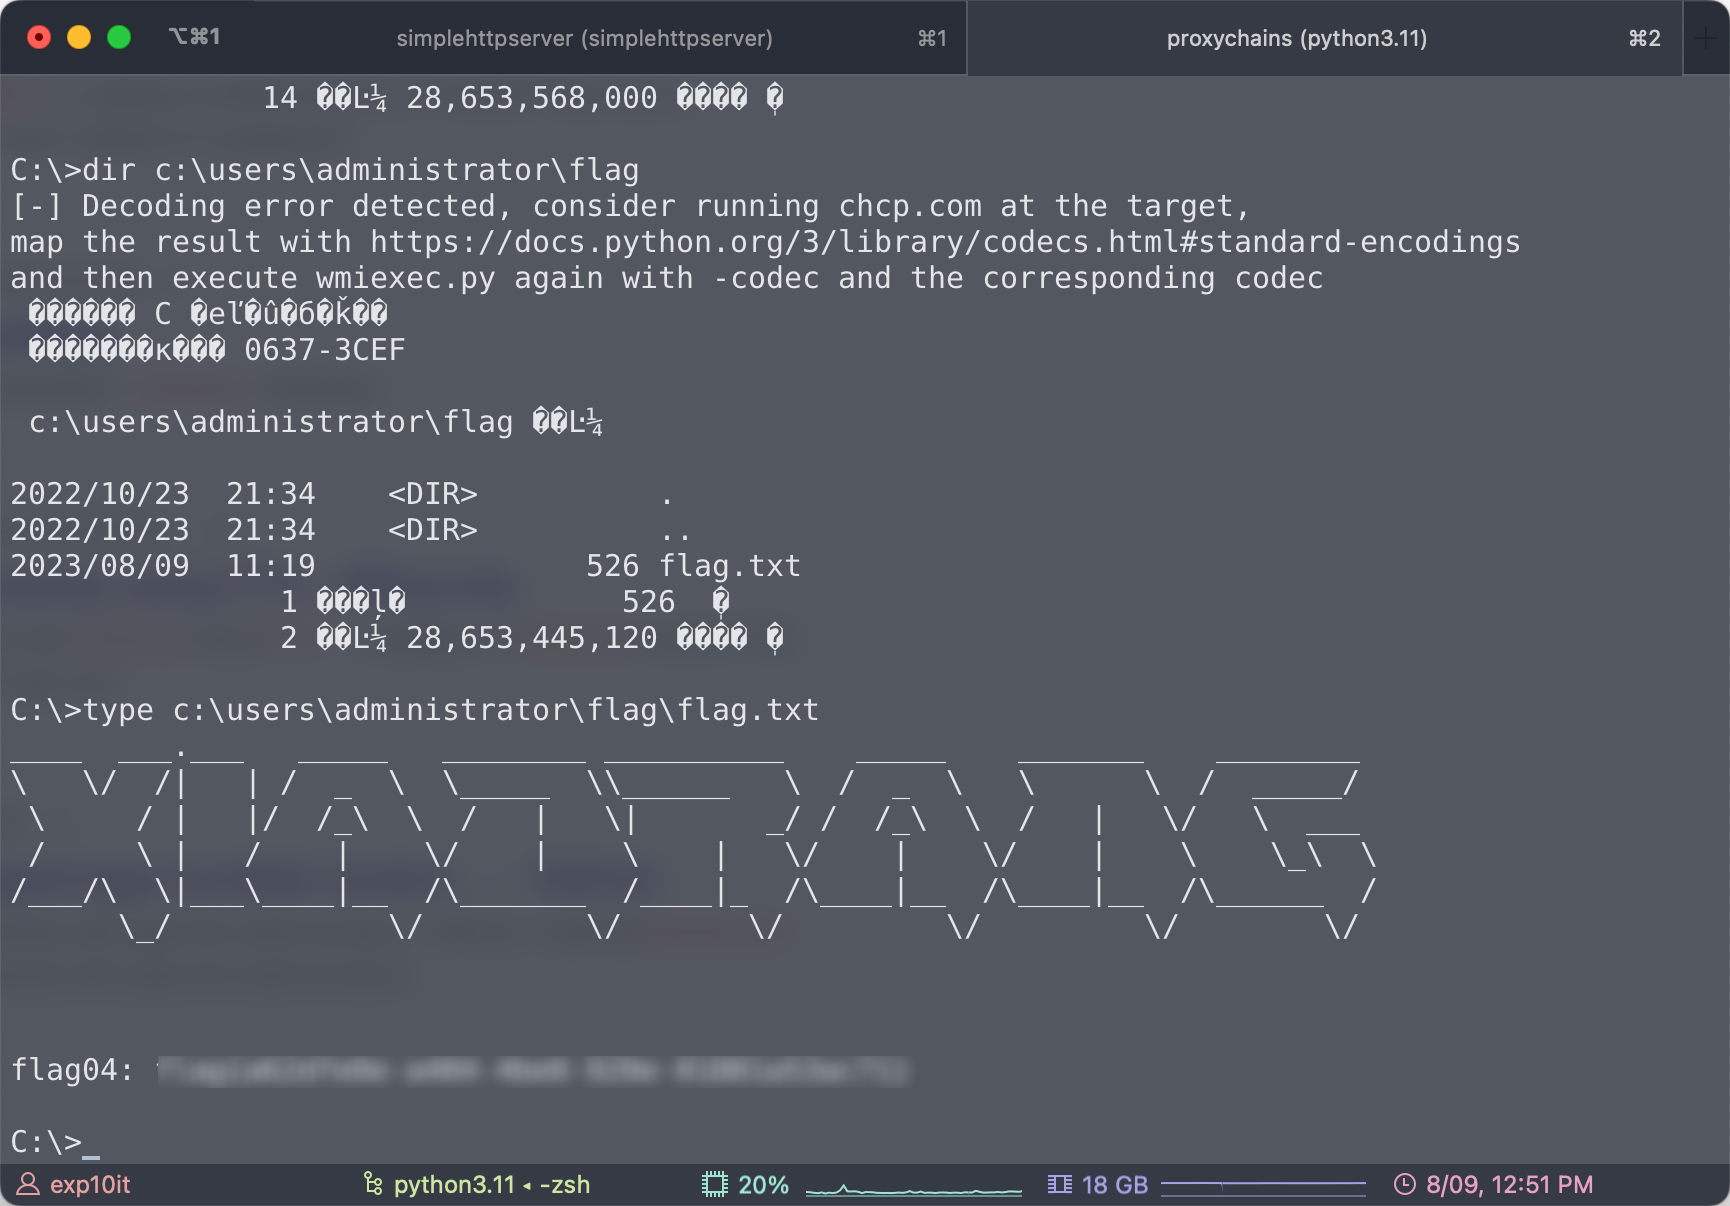 ⌥⌘1 simplehttpserver (simplehttpserver) ⌘1 proxychains (python3.11) ⌘2 +
14 ��Ŀ¼ 28,653,568,000 ���� �
C:\>dir c:\users\administrator\flag
[-] Decoding error detected, consider running chcp.com at the target,
map the result with https://docs.python.org/3/library/codecs.html#standard-encodings
and then execute wmiexec.py again with -codec and the corresponding codec
������ C �eľ�û�б�ǩ��
�������к��� 0637-3CEF
c:\users\administrator\flag ��Ŀ¼
2022/10/23  21:34    <DIR>          .
2022/10/23  21:34    <DIR>          ..
2023/08/09  11:19               526 flag.txt
1 ���ļ�            526  �
2 ��Ŀ¼ 28,653,445,120 ���� �
C:\>type c:\users\administrator\flag\flag.txt
flag04:
C:\>_
exp10it python3.11 ◂ -zsh 20% 18 GB 8/09, 12:51 PM